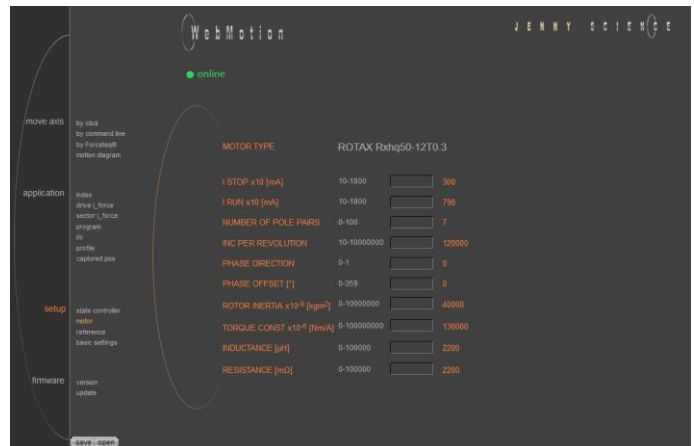 WebMotion
JENNY SCIENCE
online
move axis
by click
by command line
by Forceteq®
motion diagram
application
index
drive i_force
sector i_force
program
i/o
profile
captured pos
setup
state controller
motor
reference
basic settings
firmware
version
update
save open
MOTOR TYPE ROTAX Rxhq50-12T0.3
I STOP x10 [mA] 10-1800 300
I RUN x10 [mA] 10-1800 790
NUMBER OF POLE PAIRS 0-100 7
INC PER REVOLUTION 10-10000000 120000
PHASE DIRECTION 0-1 0
PHASE OFFSET [°] 0-359 0
ROTOR INERTIA x10⁻⁹ [kgm²] 0-10000000 40000
TORQUE CONST x10⁻⁶ [Nm/A] 0-100000000 130000
INDUCTANCE [µH] 0-100000 2200
RESISTANCE [mΩ] 0-100000 2200